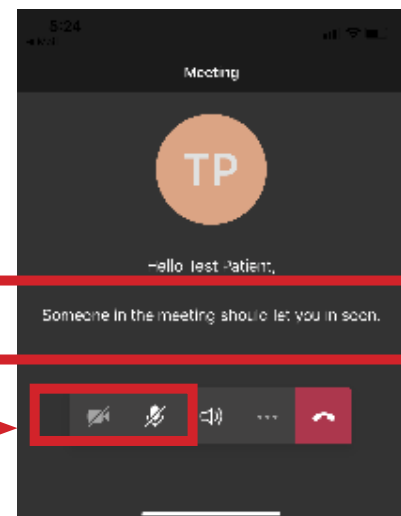 5:24
Meeting
TP
Hello Test Patient,
Someone in the meeting should let you in soon.